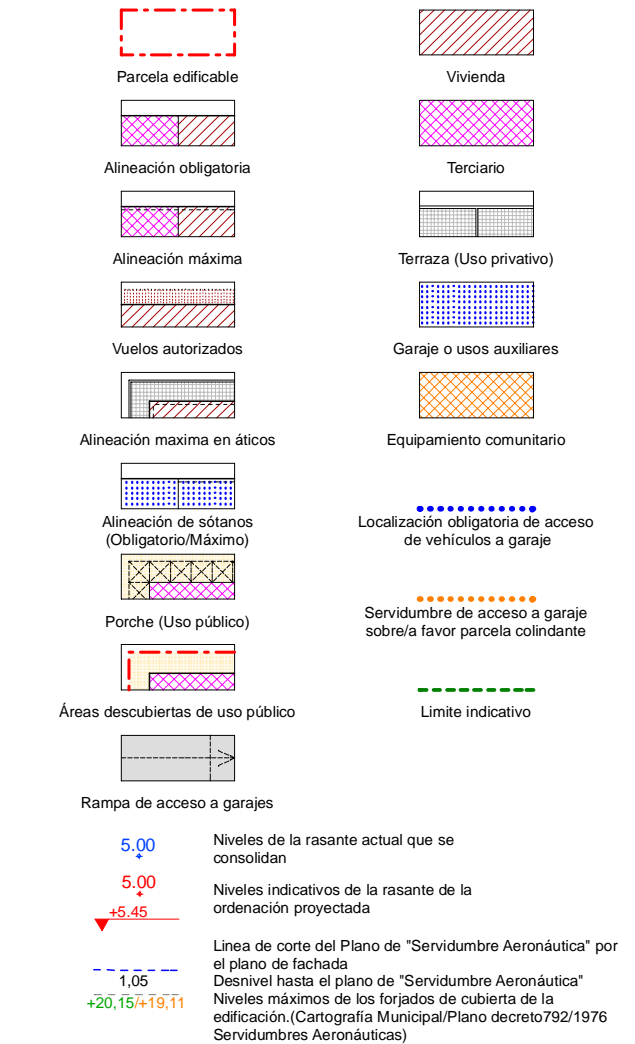 Parcela edificable
Vivienda
Alineación obligatoria
Terciario
Alineación máxima
Terraza (Uso privativo)
Vuelos autorizados
Garaje o usos auxiliares
Alineación maxima en áticos
Equipamiento comunitario
Alineación de sótanos
(Obligatorio/Máximo)
Localización obligatoria de acceso
de vehículos a garaje
Porche (Uso público)
Servidumbre de acceso a garaje
sobre/a favor parcela colindante
Áreas descubiertas de uso público
Limite indicativo
Rampa de acceso a garajes
5.00
Niveles de la rasante actual que se
consolidan
5.00
+5.45
Niveles indicativos de la rasante de la
ordenación proyectada
Linea de corte del Plano de "Servidumbre Aeronáutica" por
el plano de fachada
1,05
Desnivel hasta el plano de "Servidumbre Aeronáutica"
+20,15/+19,11
Niveles máximos de los forjados de cubierta de la
edificación.(Cartografía Municipal/Plano decreto792/1976
Servidumbres Aeronáuticas)